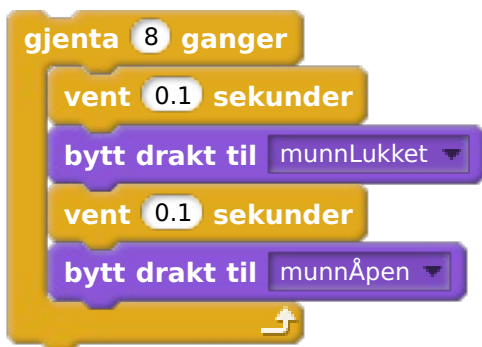 gjenta 8 ganger
vent 0.1 sekunder
bytt drakt til munnLukket
vent 0.1 sekunder
bytt drakt til munnÅpen